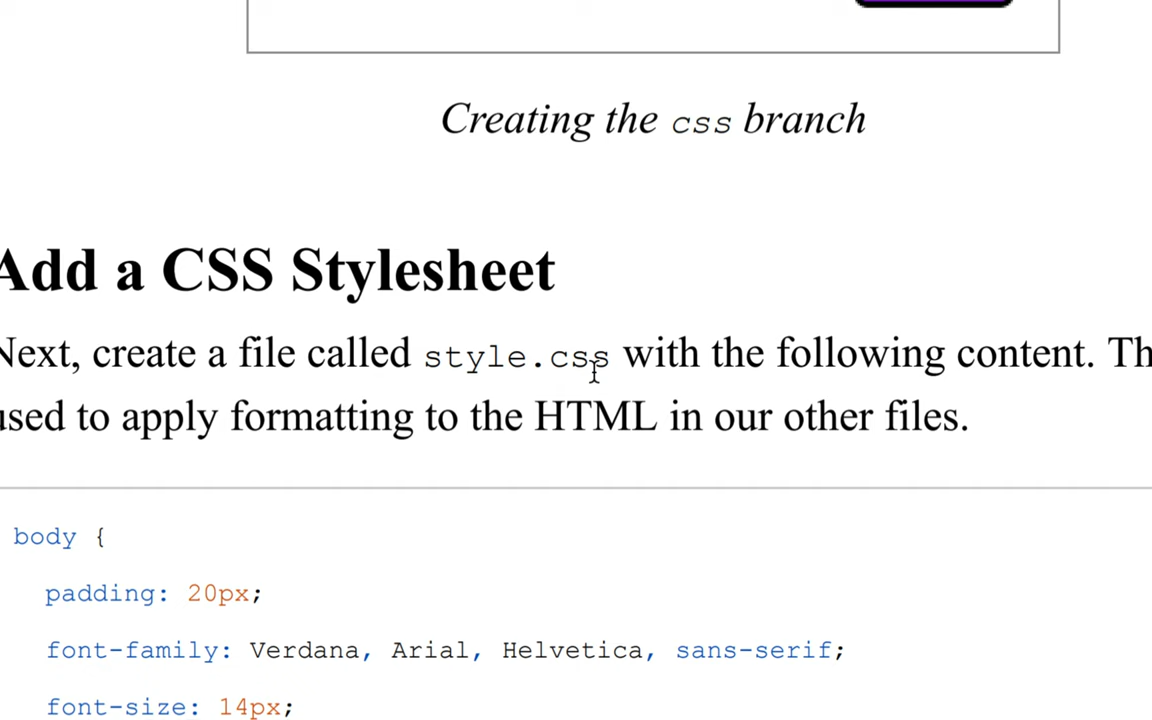 Creating the css branch
Add a CSS Stylesheet
Next, create a file called style.css with the following content. Th
used to apply formatting to the HTML in our other files.
body {
padding: 20px;
font-family: Verdana, Arial, Helvetica, sans-serif;
font-size: 14px;